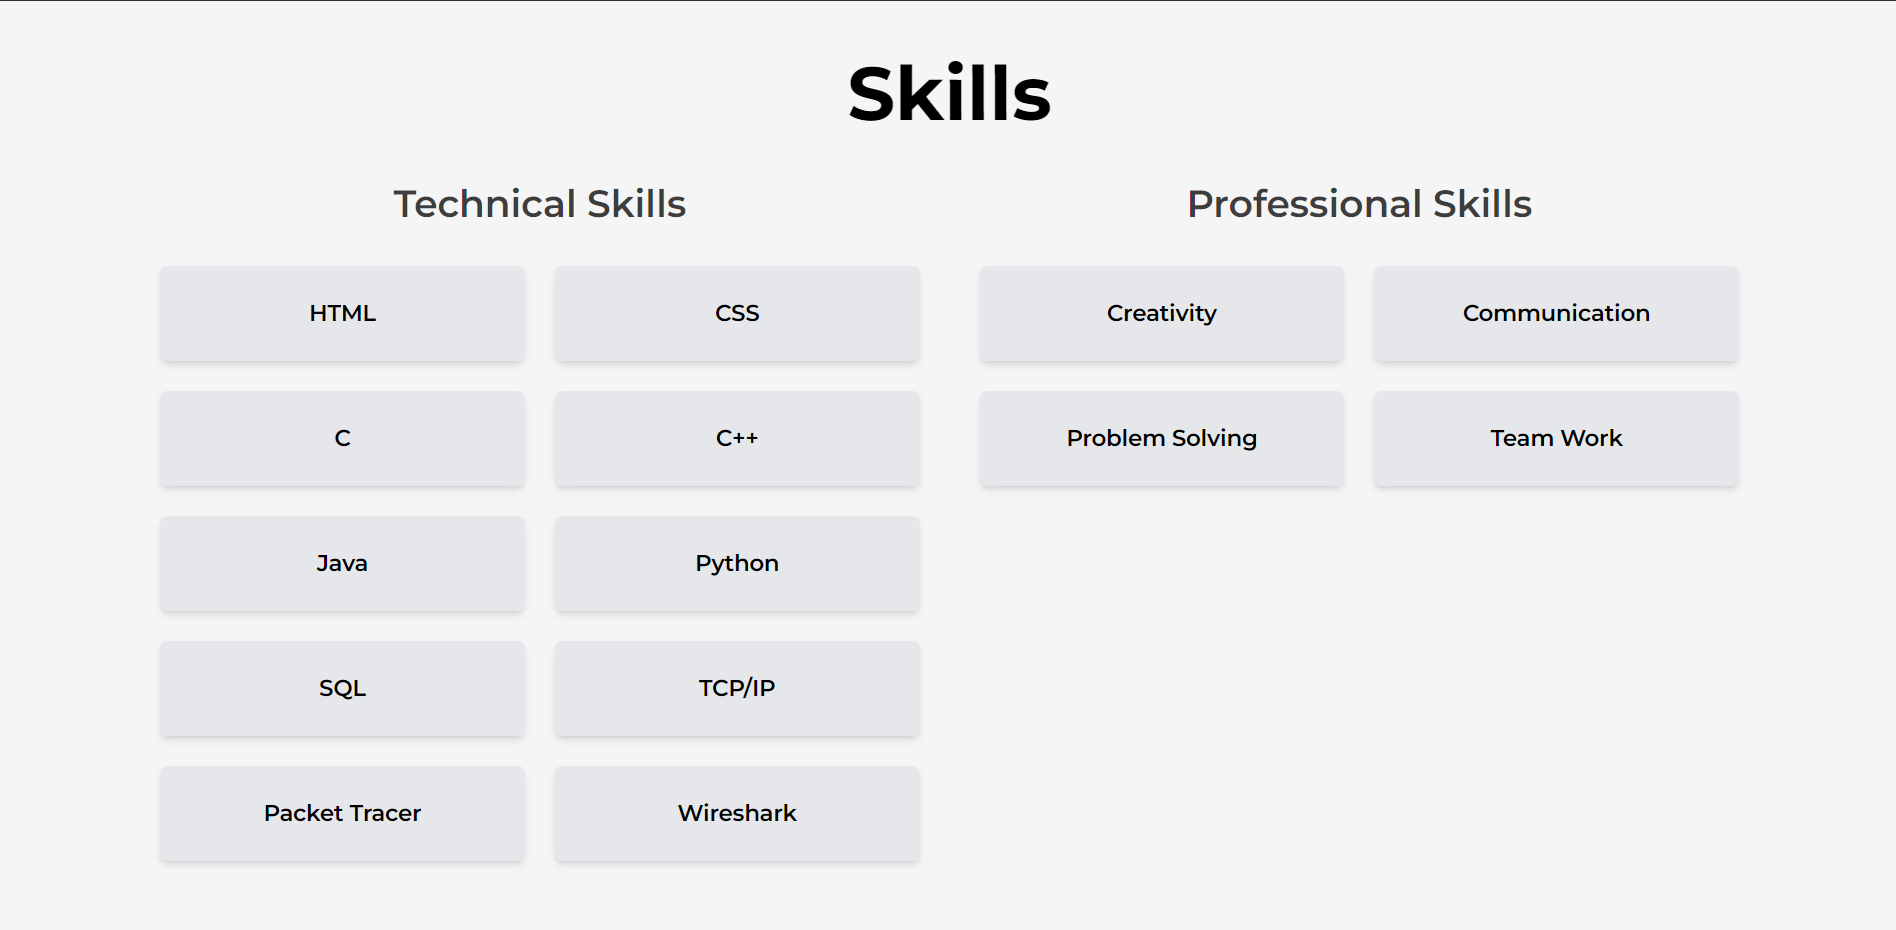 Skills
Technical Skills
HTML
CSS
C
C++
Java
Python
SQL
TCP/IP
Packet Tracer
Wireshark
Professional Skills
Creativity
Communication
Problem Solving
Team Work